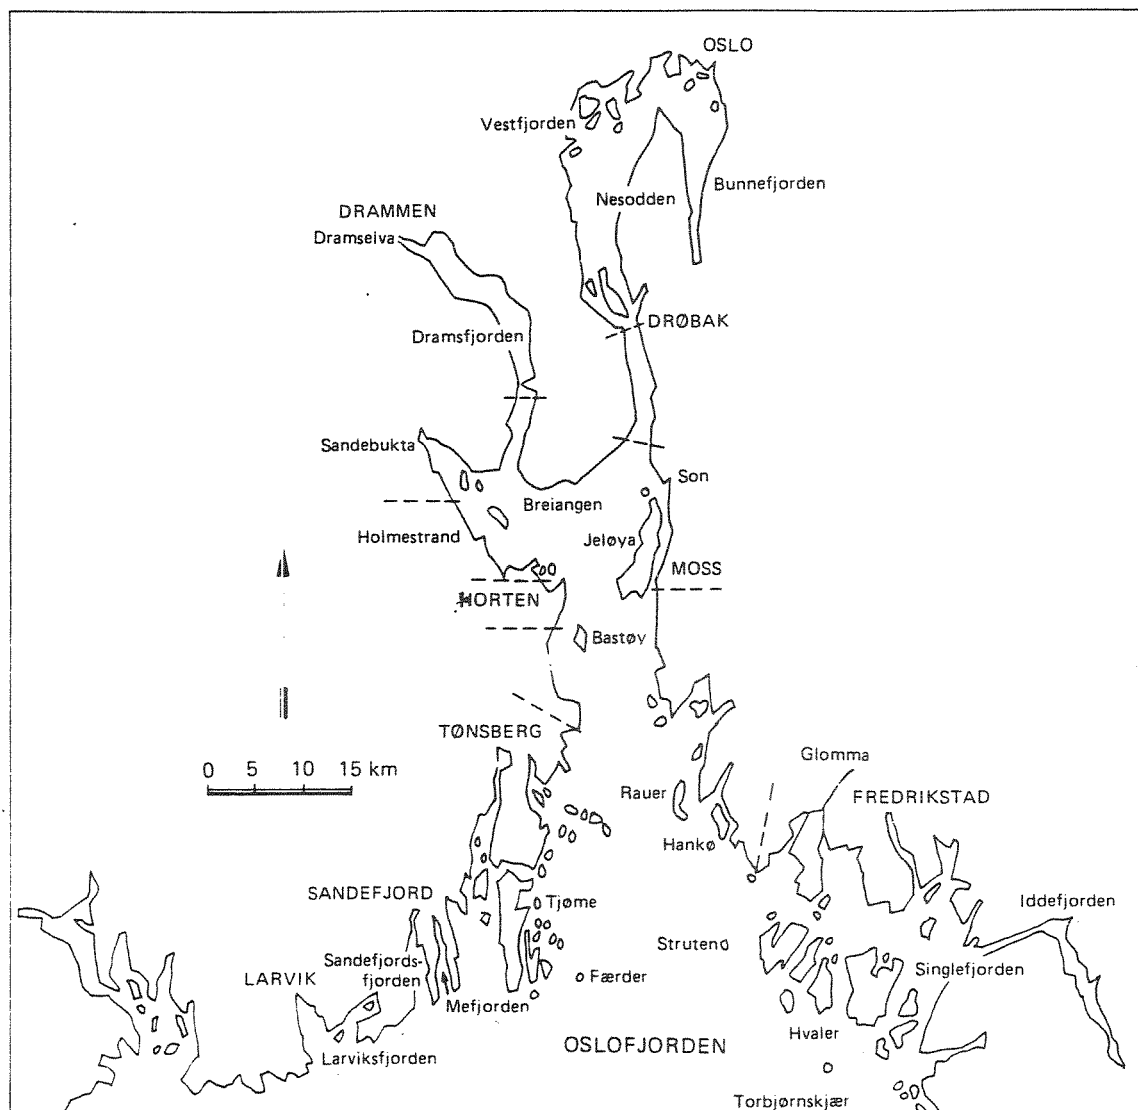 OSLO
Vestfjorden
Bunnefjorden
Nesodden
DRAMMEN
Dramselva
DRØBAK
Dramsfjorden
Sandebukta
Son
Breiangen
Holmestrand
Jeløya
MOSS
HORTEN
Bastøy
TØNSBERG
Glomma
0 5 10 15 km
Rauer
FREDRIKSTAD
Hankø
SANDEFJORD
Tjøme
Iddefjorden
Strutenø
Sandefjords-
fjorden
Færder
Singlefjorden
LARVIK
Mefjorden
Hvaler
OSLOFJORDEN
Larviksfjorden
Torbjørnskjær